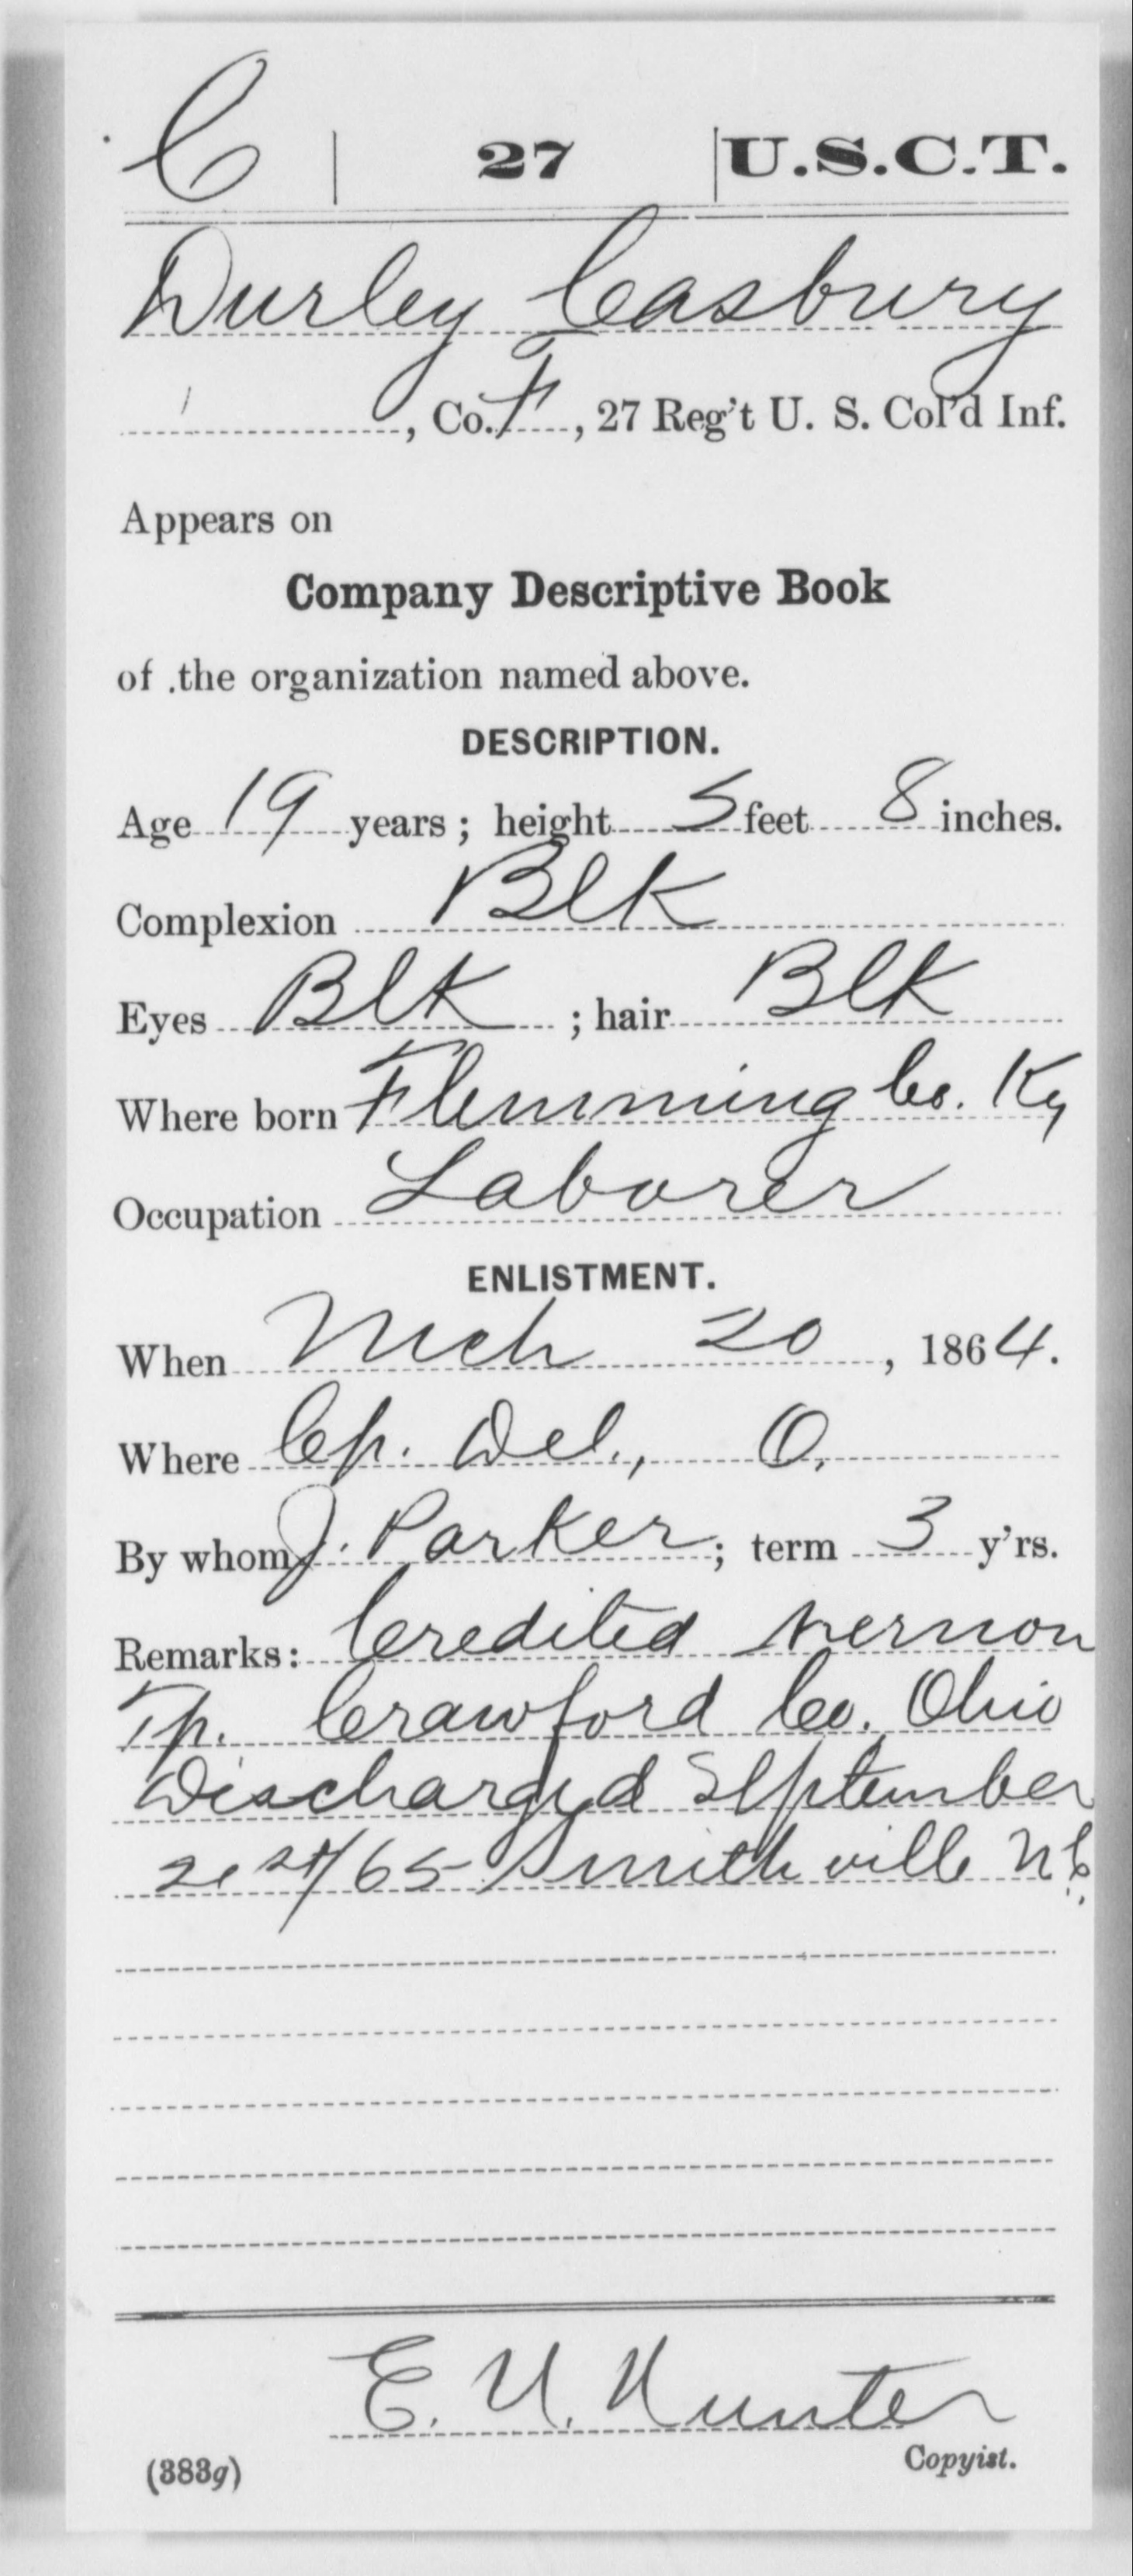 C | 27 | U.S.C.T.
Durley Casbury
, Co. F, 27 Reg't U. S. Col'd Inf.
Appears on
Company Descriptive Book
of the organization named above.
DESCRIPTION.
Age 19 years; height 5 feet 8 inches.
Complexion Blk
Eyes Blk; hair Blk
Where born Flemming Co. Ky
Occupation Laborer
ENLISTMENT.
When Mch 20, 1864.
Where Cp. Del., O.
By whom J. Parker; term 3 y'rs.
Remarks: Credited Vernon
Tp. Crawford Co. Ohio
Discharged September
21st/65 Smithville N.C.
E. U. Hunter
Copyist.
(383g)